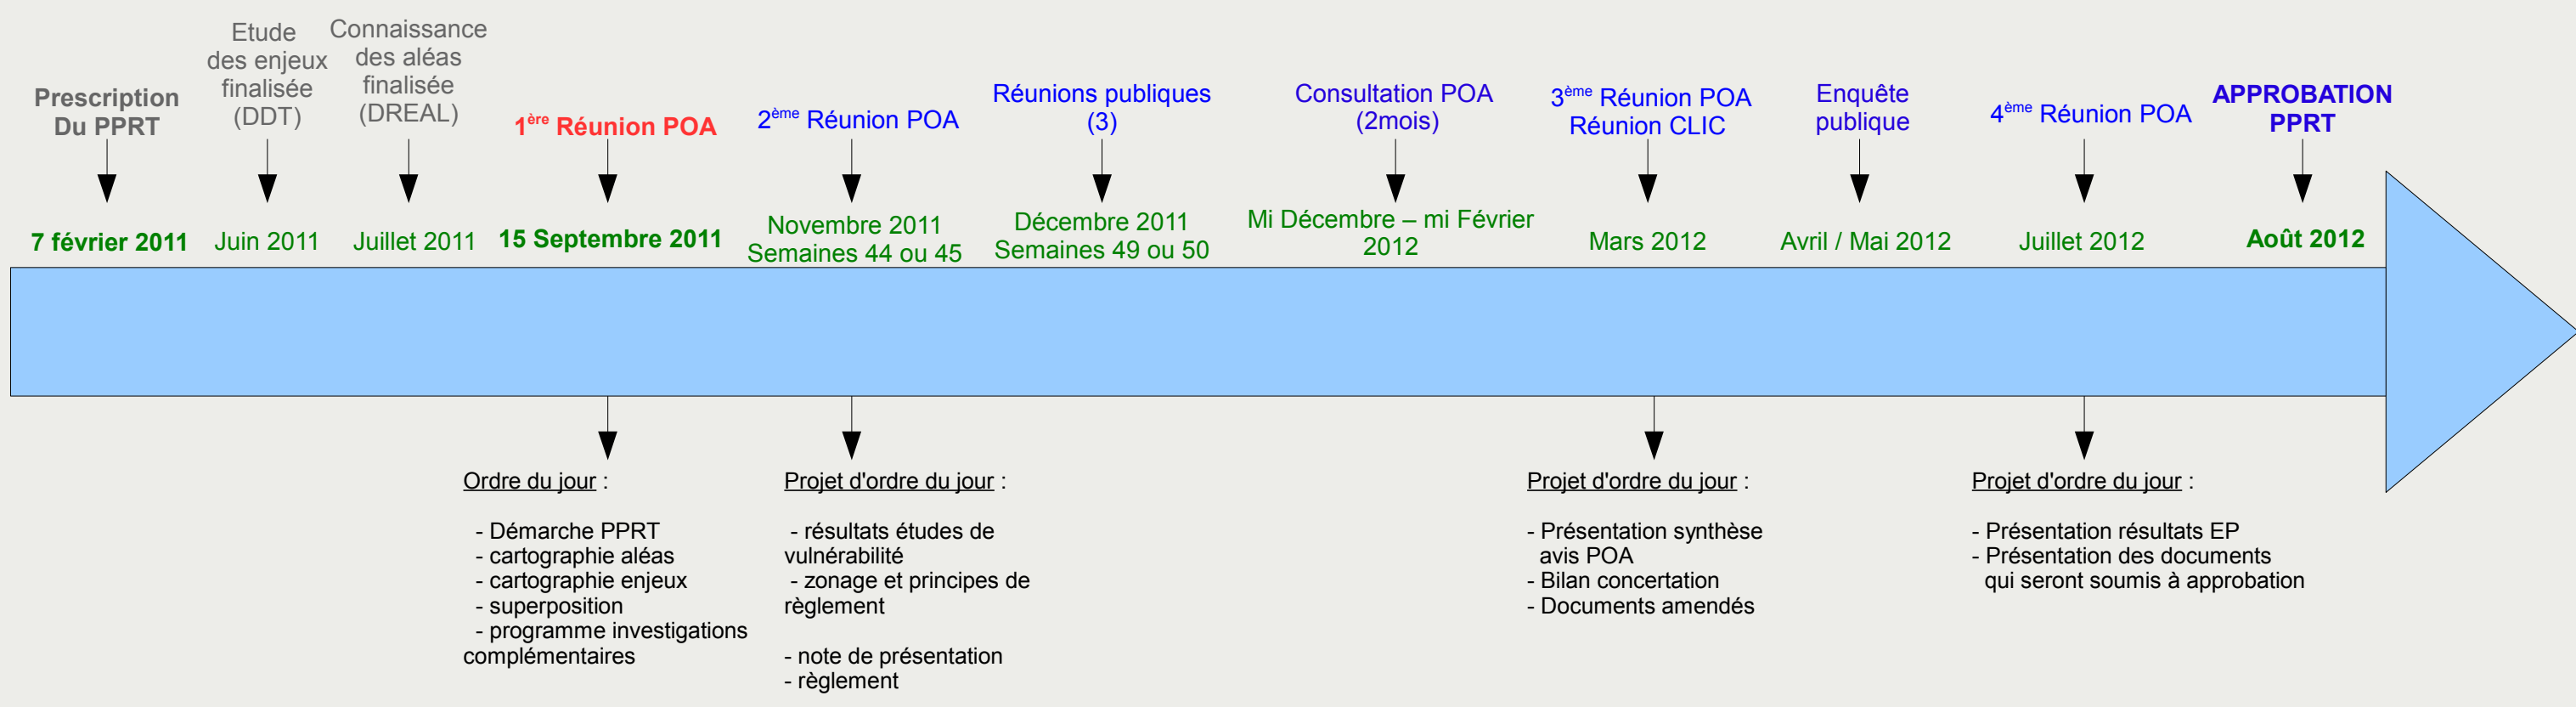 Prescription
Du PPRT
7 février 2011
Etude
des enjeux
finalisée
(DDT)
Juin 2011
Connaissance
des aléas
finalisée
(DREAL)
Juillet 2011
1ère Réunion POA
15 Septembre 2011
2ème Réunion POA
Novembre 2011
Semaines 44 ou 45
Réunions publiques
(3)
Décembre 2011
Semaines 49 ou 50
Consultation POA
(2mois)
Mi Décembre – mi Février
2012
3ème Réunion POA
Réunion CLIC
Mars 2012
Enquête
publique
Avril / Mai 2012
4ème Réunion POA
Juillet 2012
APPROBATION
PPRT
Août 2012
Ordre du jour :
- Démarche PPRT
- cartographie aléas
- cartographie enjeux
- superposition
- programme investigations
complémentaires
Projet d'ordre du jour :
- résultats études de
vulnérabilité
- zonage et principes de
règlement
- note de présentation
- règlement
Projet d'ordre du jour :
- Présentation synthèse
avis POA
- Bilan concertation
- Documents amendés
Projet d'ordre du jour :
- Présentation résultats EP
- Présentation des documents
qui seront soumis à approbation